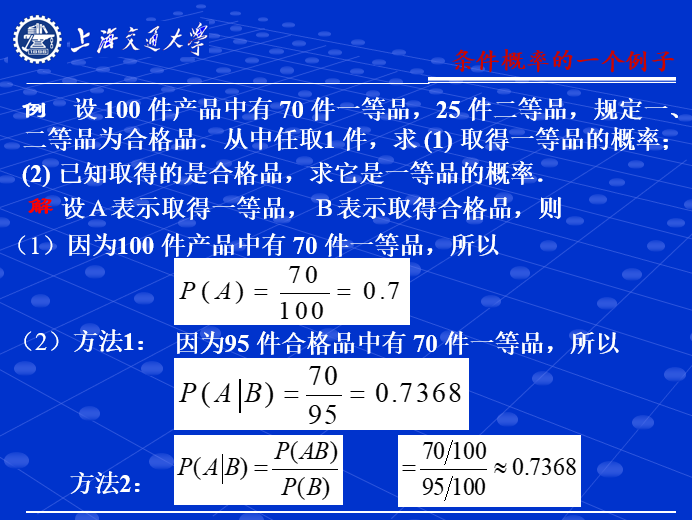 上海交通大学
条件概率的一个例子
例 设 100 件产品中有 70 件一等品，25 件二等品，规定一、
二等品为合格品．从中任取1 件，求 (1) 取得一等品的概率；
(2) 已知取得的是合格品，求它是一等品的概率．
解 设 A 表示取得一等品， B 表示取得合格品，则
（1）因为100 件产品中有 70 件一等品，所以
P(A) = 70/100 = 0.7
（2）方法1： 因为95 件合格品中有 70 件一等品，所以
P(A|B) = 70/95 = 0.7368
方法2： P(A|B) = P(AB)/P(B) = (70/100)/(95/100) ≈ 0.7368